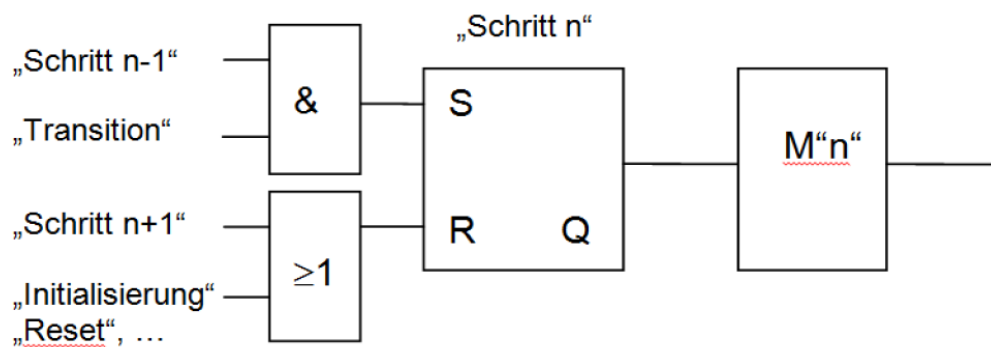 „Schritt n“
„Schritt n-1“
&
S
„Transition“
M“n“
„Schritt n+1“
R Q
≥1
„Initialisierung“
„Reset“, …